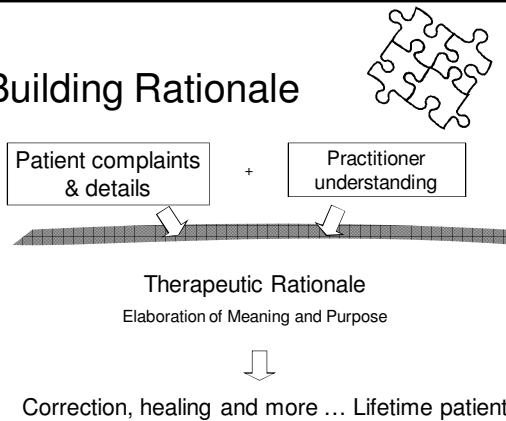 Building Rationale
Patient complaints
& details
+
Practitioner
understanding
Therapeutic Rationale
Elaboration of Meaning and Purpose
Correction, healing and more … Lifetime patient